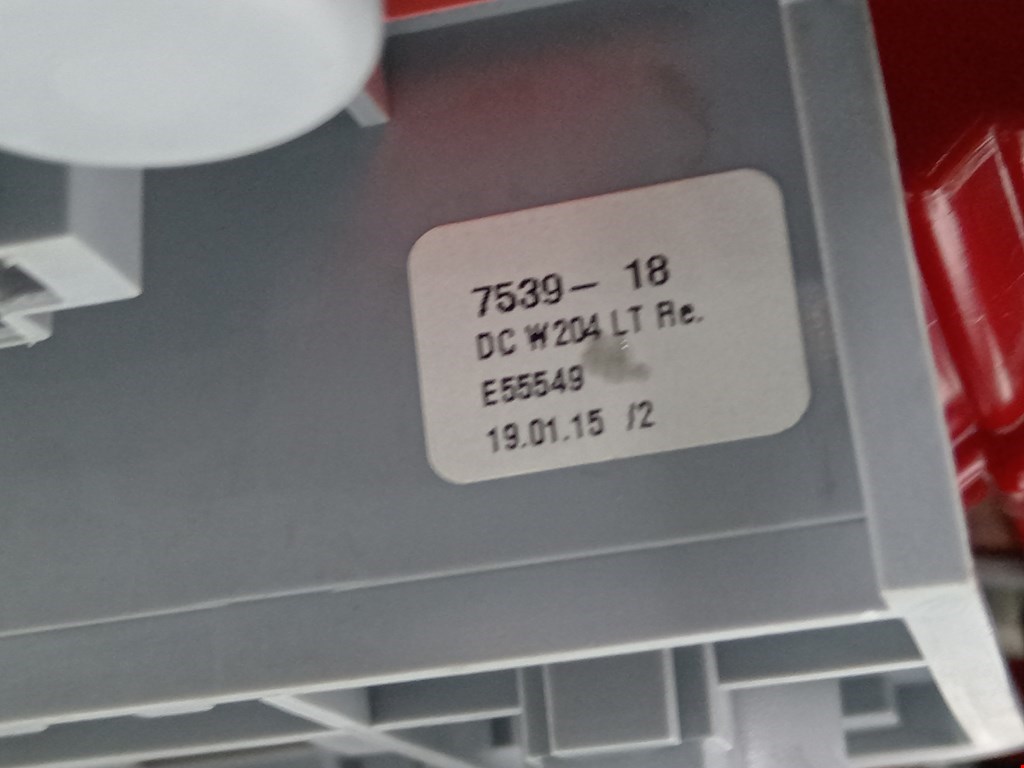 7539- 18
DC W204 LT Re.
E55549
19.01.15 /2